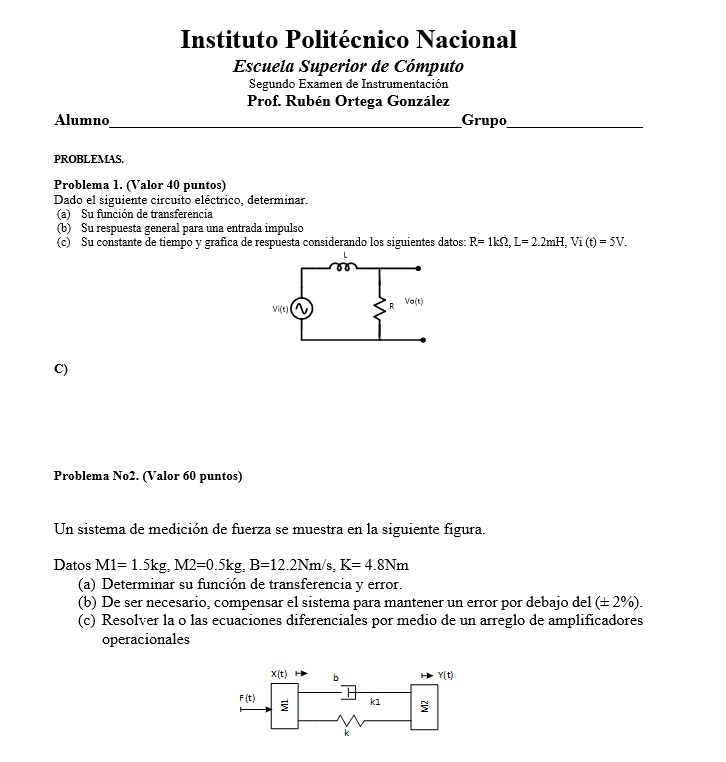 Instituto Politécnico Nacional
Escuela Superior de Cómputo
Segundo Examen de Instrumentación
Prof. Rubén Ortega González
Alumno____________________________________________Grupo_________________
PROBLEMAS.
Problema 1. (Valor 40 puntos)
Dado el siguiente circuito eléctrico, determinar.
(a) Su función de transferencia
(b) Su respuesta general para una entrada impulso
(c) Su constante de tiempo y grafica de respuesta considerando los siguientes datos: R= 1kΩ, L= 2.2mH, Vi (t) = 5V.
L
Vi(t)
R
Vo(t)
C)
Problema No2. (Valor 60 puntos)
Un sistema de medición de fuerza se muestra en la siguiente figura.
Datos M1= 1.5kg, M2=0.5kg, B=12.2Nm/s, K= 4.8Nm
(a) Determinar su función de transferencia y error.
(b) De ser necesario, compensar el sistema para mantener un error por debajo del (± 2%).
(c) Resolver la o las ecuaciones diferenciales por medio de un arreglo de amplificadores
operacionales
X(t)
b
Y(t)
F(t)
M1
k1
M2
k